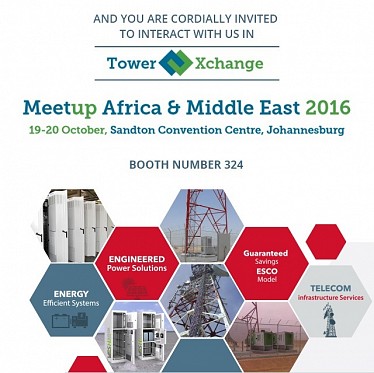 AND YOU ARE CORDIALLY INVITED
TO INTERACT WITH US IN
Tower Xchange
Meetup Africa & Middle East 2016
19-20 October, Sandton Convention Centre, Johannesburg
BOOTH NUMBER 324
ENGINEERED
Power Solutions
Guaranteed
Savings
ESCO
Model
ENERGY
Efficient Systems
TELECOM
infrastructure Services